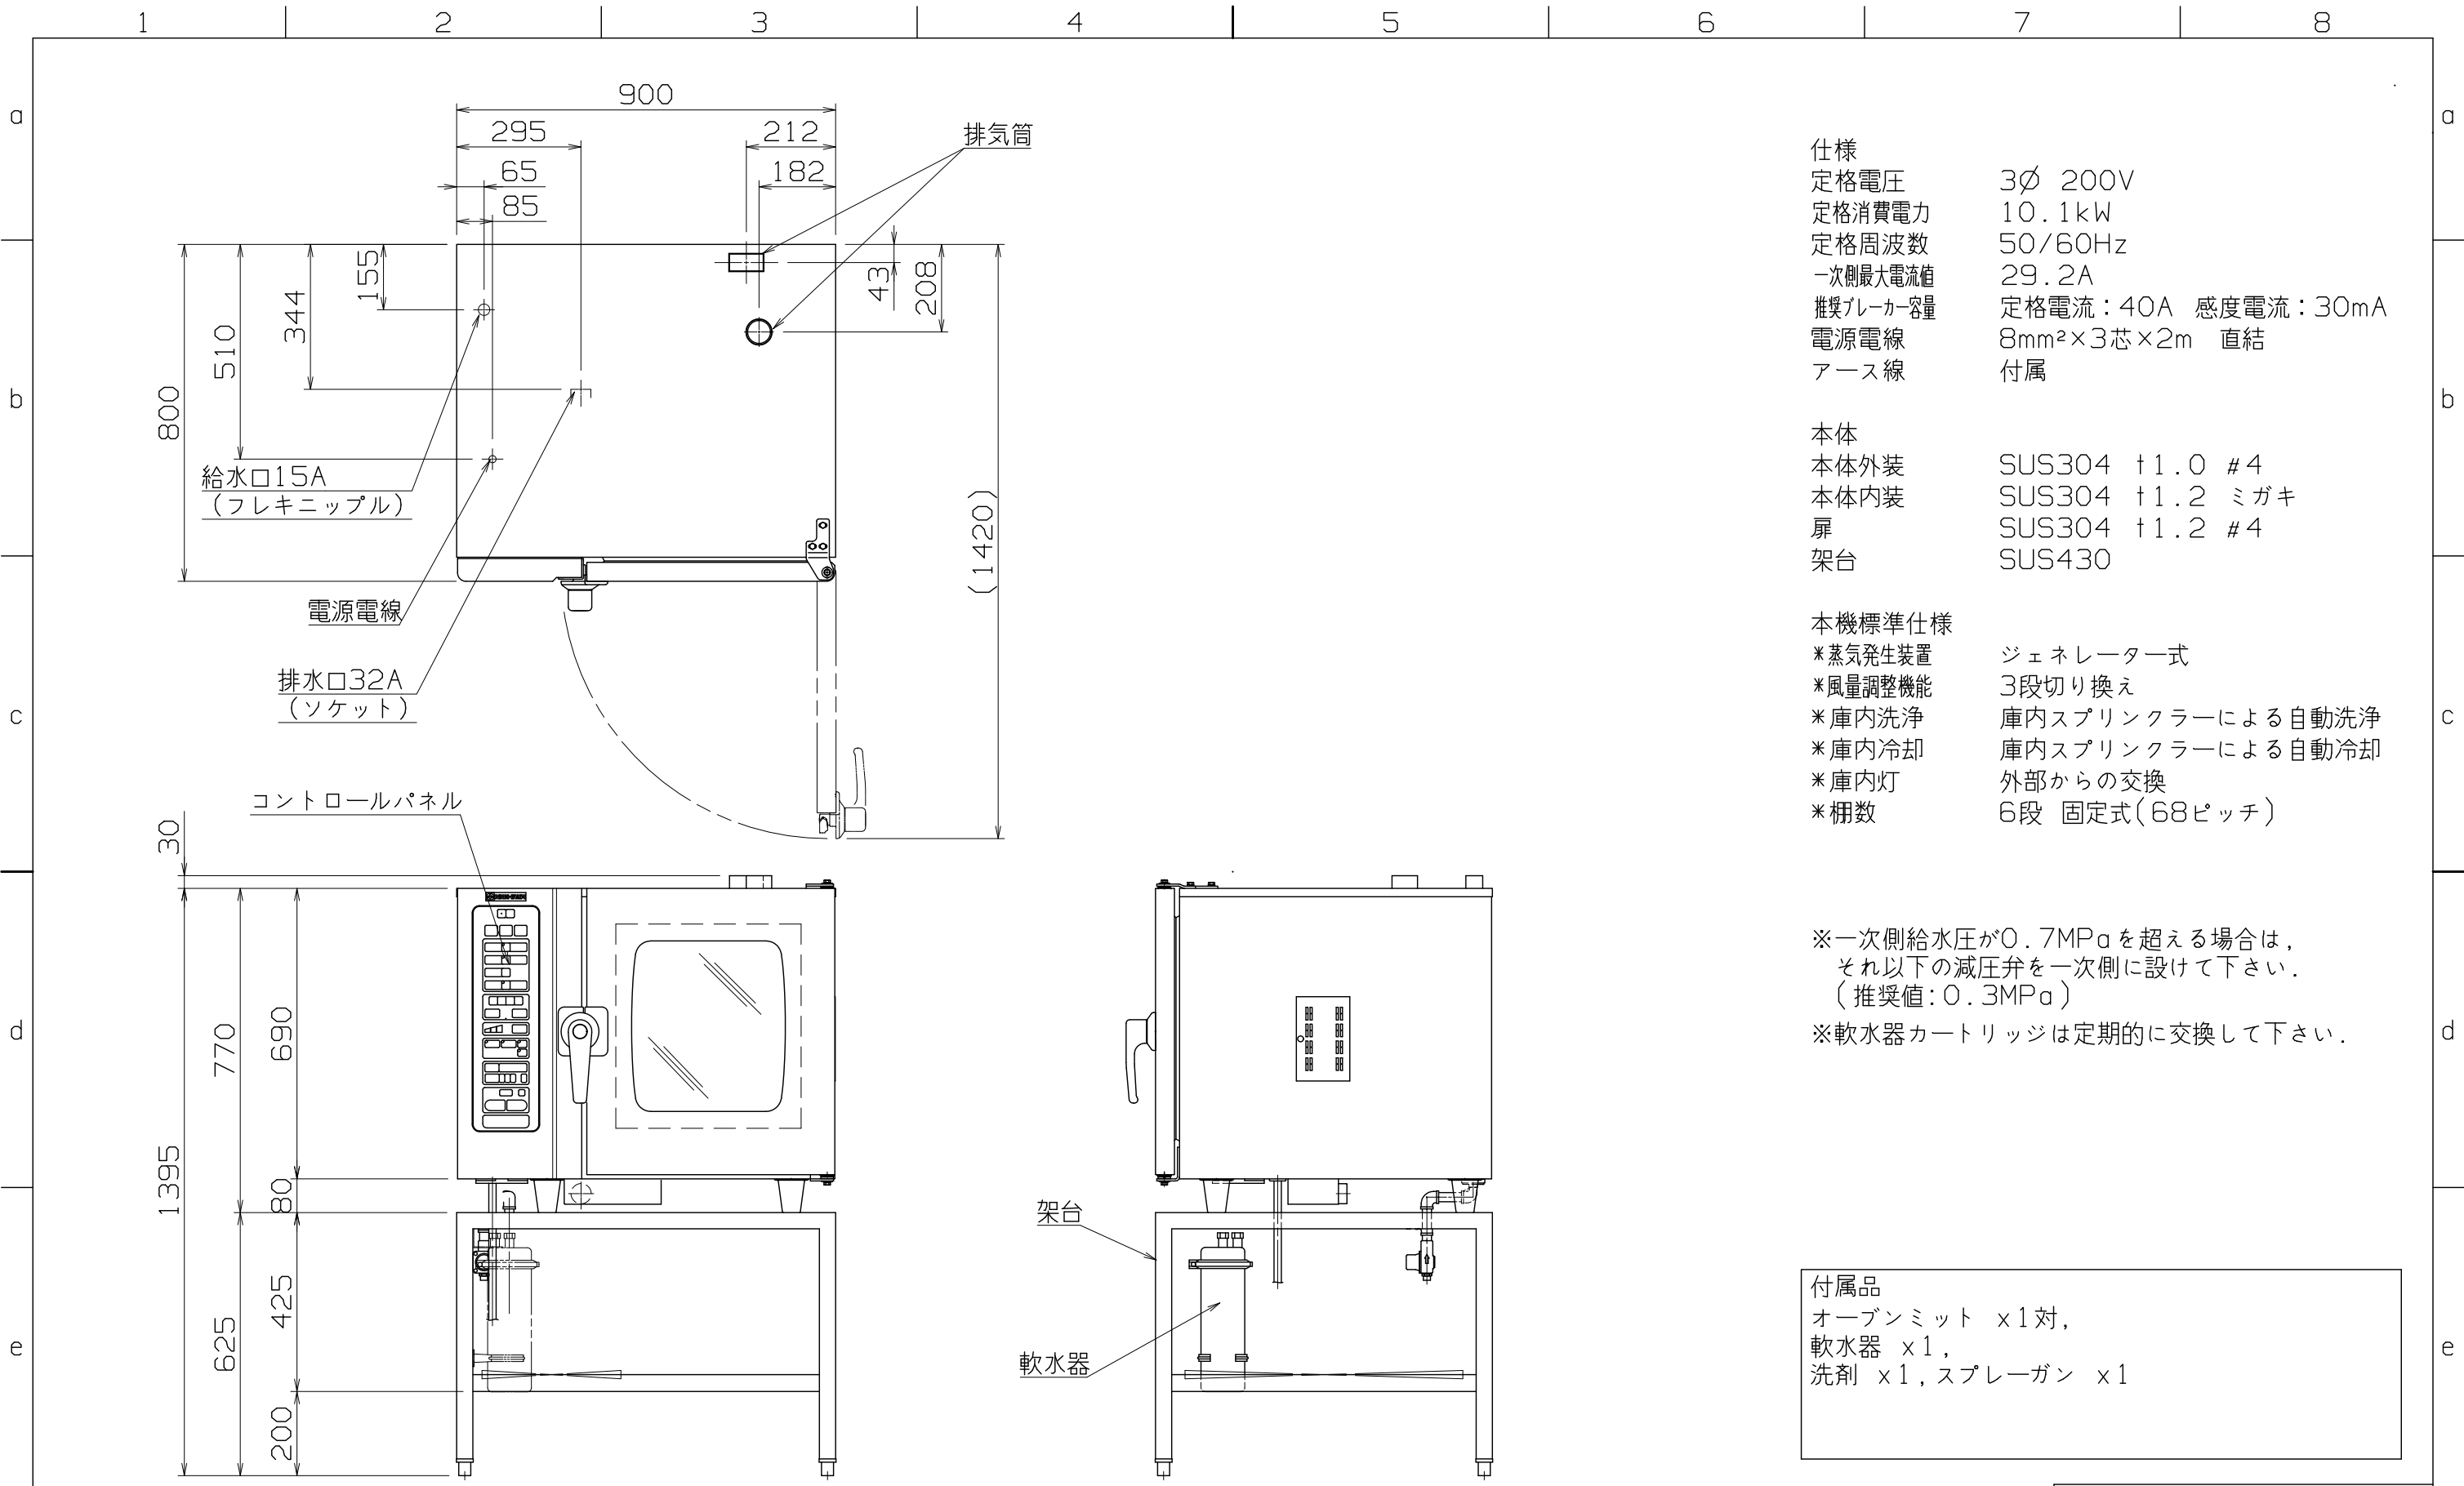 1 2 3 4 5 6 7 8
a a
b b
c c
d d
e e
900
295
212
排気筒
65
182
85
155
344
510
800
43
208
(1420)
給水口15A
(フレキニップル)
電源電線
排水口32A
(ソケット)
コントロールパネル
30
770
690
1395
80
625
425
200
架台
軟水器
仕様
定格電圧 3∅ 200V
定格消費電力 10.1kW
定格周波数 50/60Hz
一次側最大電流値 29.2A
推奨ブレーカー容量 定格電流:40A 感度電流:30mA
電源電線 8mm²×3芯×2m 直結
アース線 付属
本体
本体外装 SUS304 t1.0 #4
本体内装 SUS304 t1.2 ミガキ
扉 SUS304 t1.2 #4
架台 SUS430
本機標準仕様
*蒸気発生装置 ジェネレーター式
*風量調整機能 3段切り換え
*庫内洗浄 庫内スプリンクラーによる自動洗浄
*庫内冷却 庫内スプリンクラーによる自動冷却
*庫内灯 外部からの交換
*棚数 6段 固定式(68ピッチ)
※一次側給水圧が0.7MPaを超える場合は,
それ以下の減圧弁を一次側に設けて下さい.
(推奨値:0.3MPa)
※軟水器カートリッジは定期的に交換して下さい.
付属品
オーブンミット x1対,
軟水器 x1,
洗剤 x1,スプレーガン x1